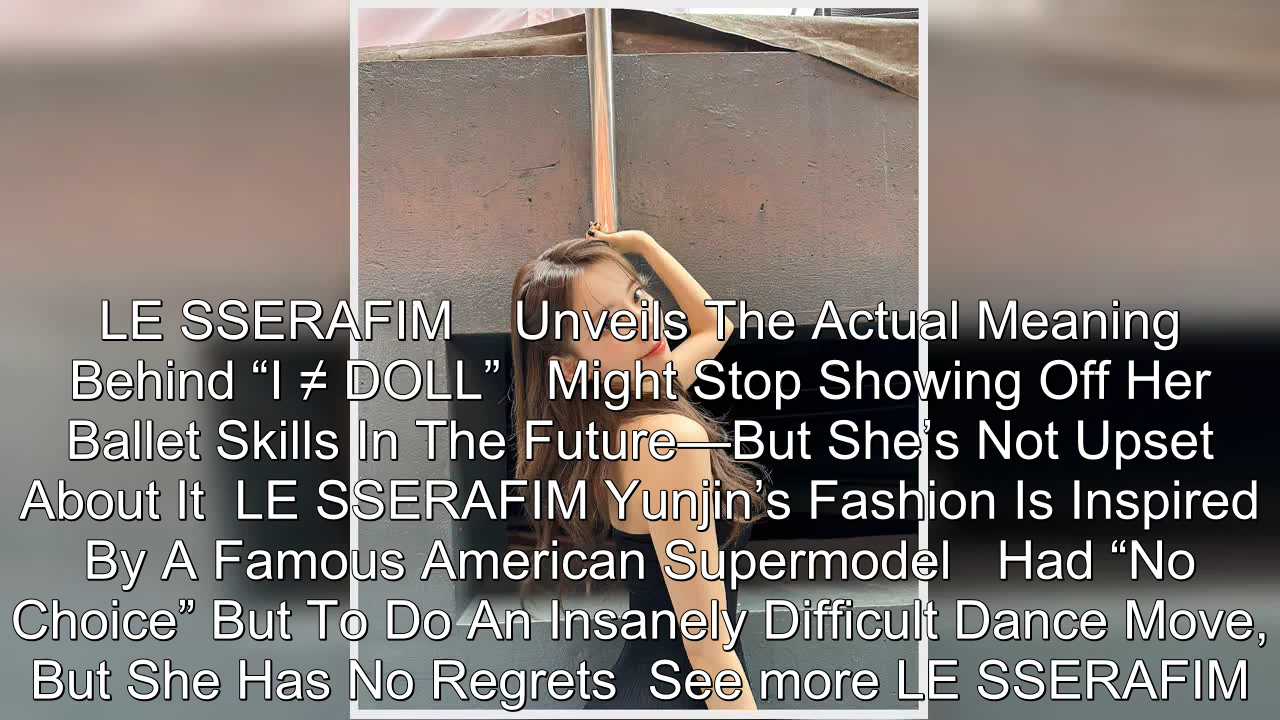 LE SSERAFIM    Unveils The Actual Meaning
Behind “I ≠ DOLL”   Might Stop Showing Off Her
Ballet Skills In The Future—But She’s Not Upset
About It  LE SSERAFIM Yunjin’s Fashion Is Inspired
By A Famous American Supermodel   Had “No
Choice” But To Do An Insanely Difficult Dance Move,
But She Has No Regrets  See more LE SSERAFIM